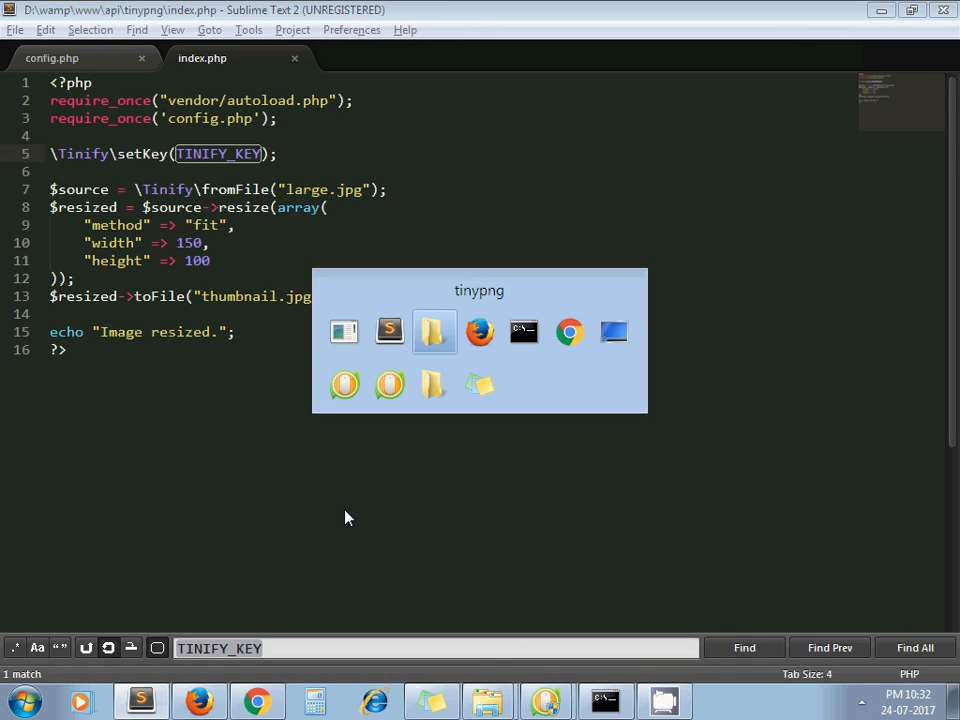 D:\wamp\www\api\tinypng\index.php - Sublime Text 2 (UNREGISTERED)
File Edit Selection Find View Goto Tools Project Preferences Help
config.php × index.php ×
1 <?php
2 require_once("vendor/autoload.php");
3 require_once('config.php');
4
5 \Tinify\setKey(TINIFY_KEY);
6
7 $source = \Tinify\fromFile("large.jpg");
8 $resized = $source->resize(array(
9 "method" => "fit",
10 "width" => 150,
11 "height" => 100
12 ));
13 $resized->toFile("thumbnail.jpg
14
15 echo "Image resized.";
16 ?>
tinypng
C:\_
.* Aa “ ” TINIFY_KEY Find Find Prev Find All
1 match Tab Size: 4 PHP
C:\_ PM 10:32
24-07-2017